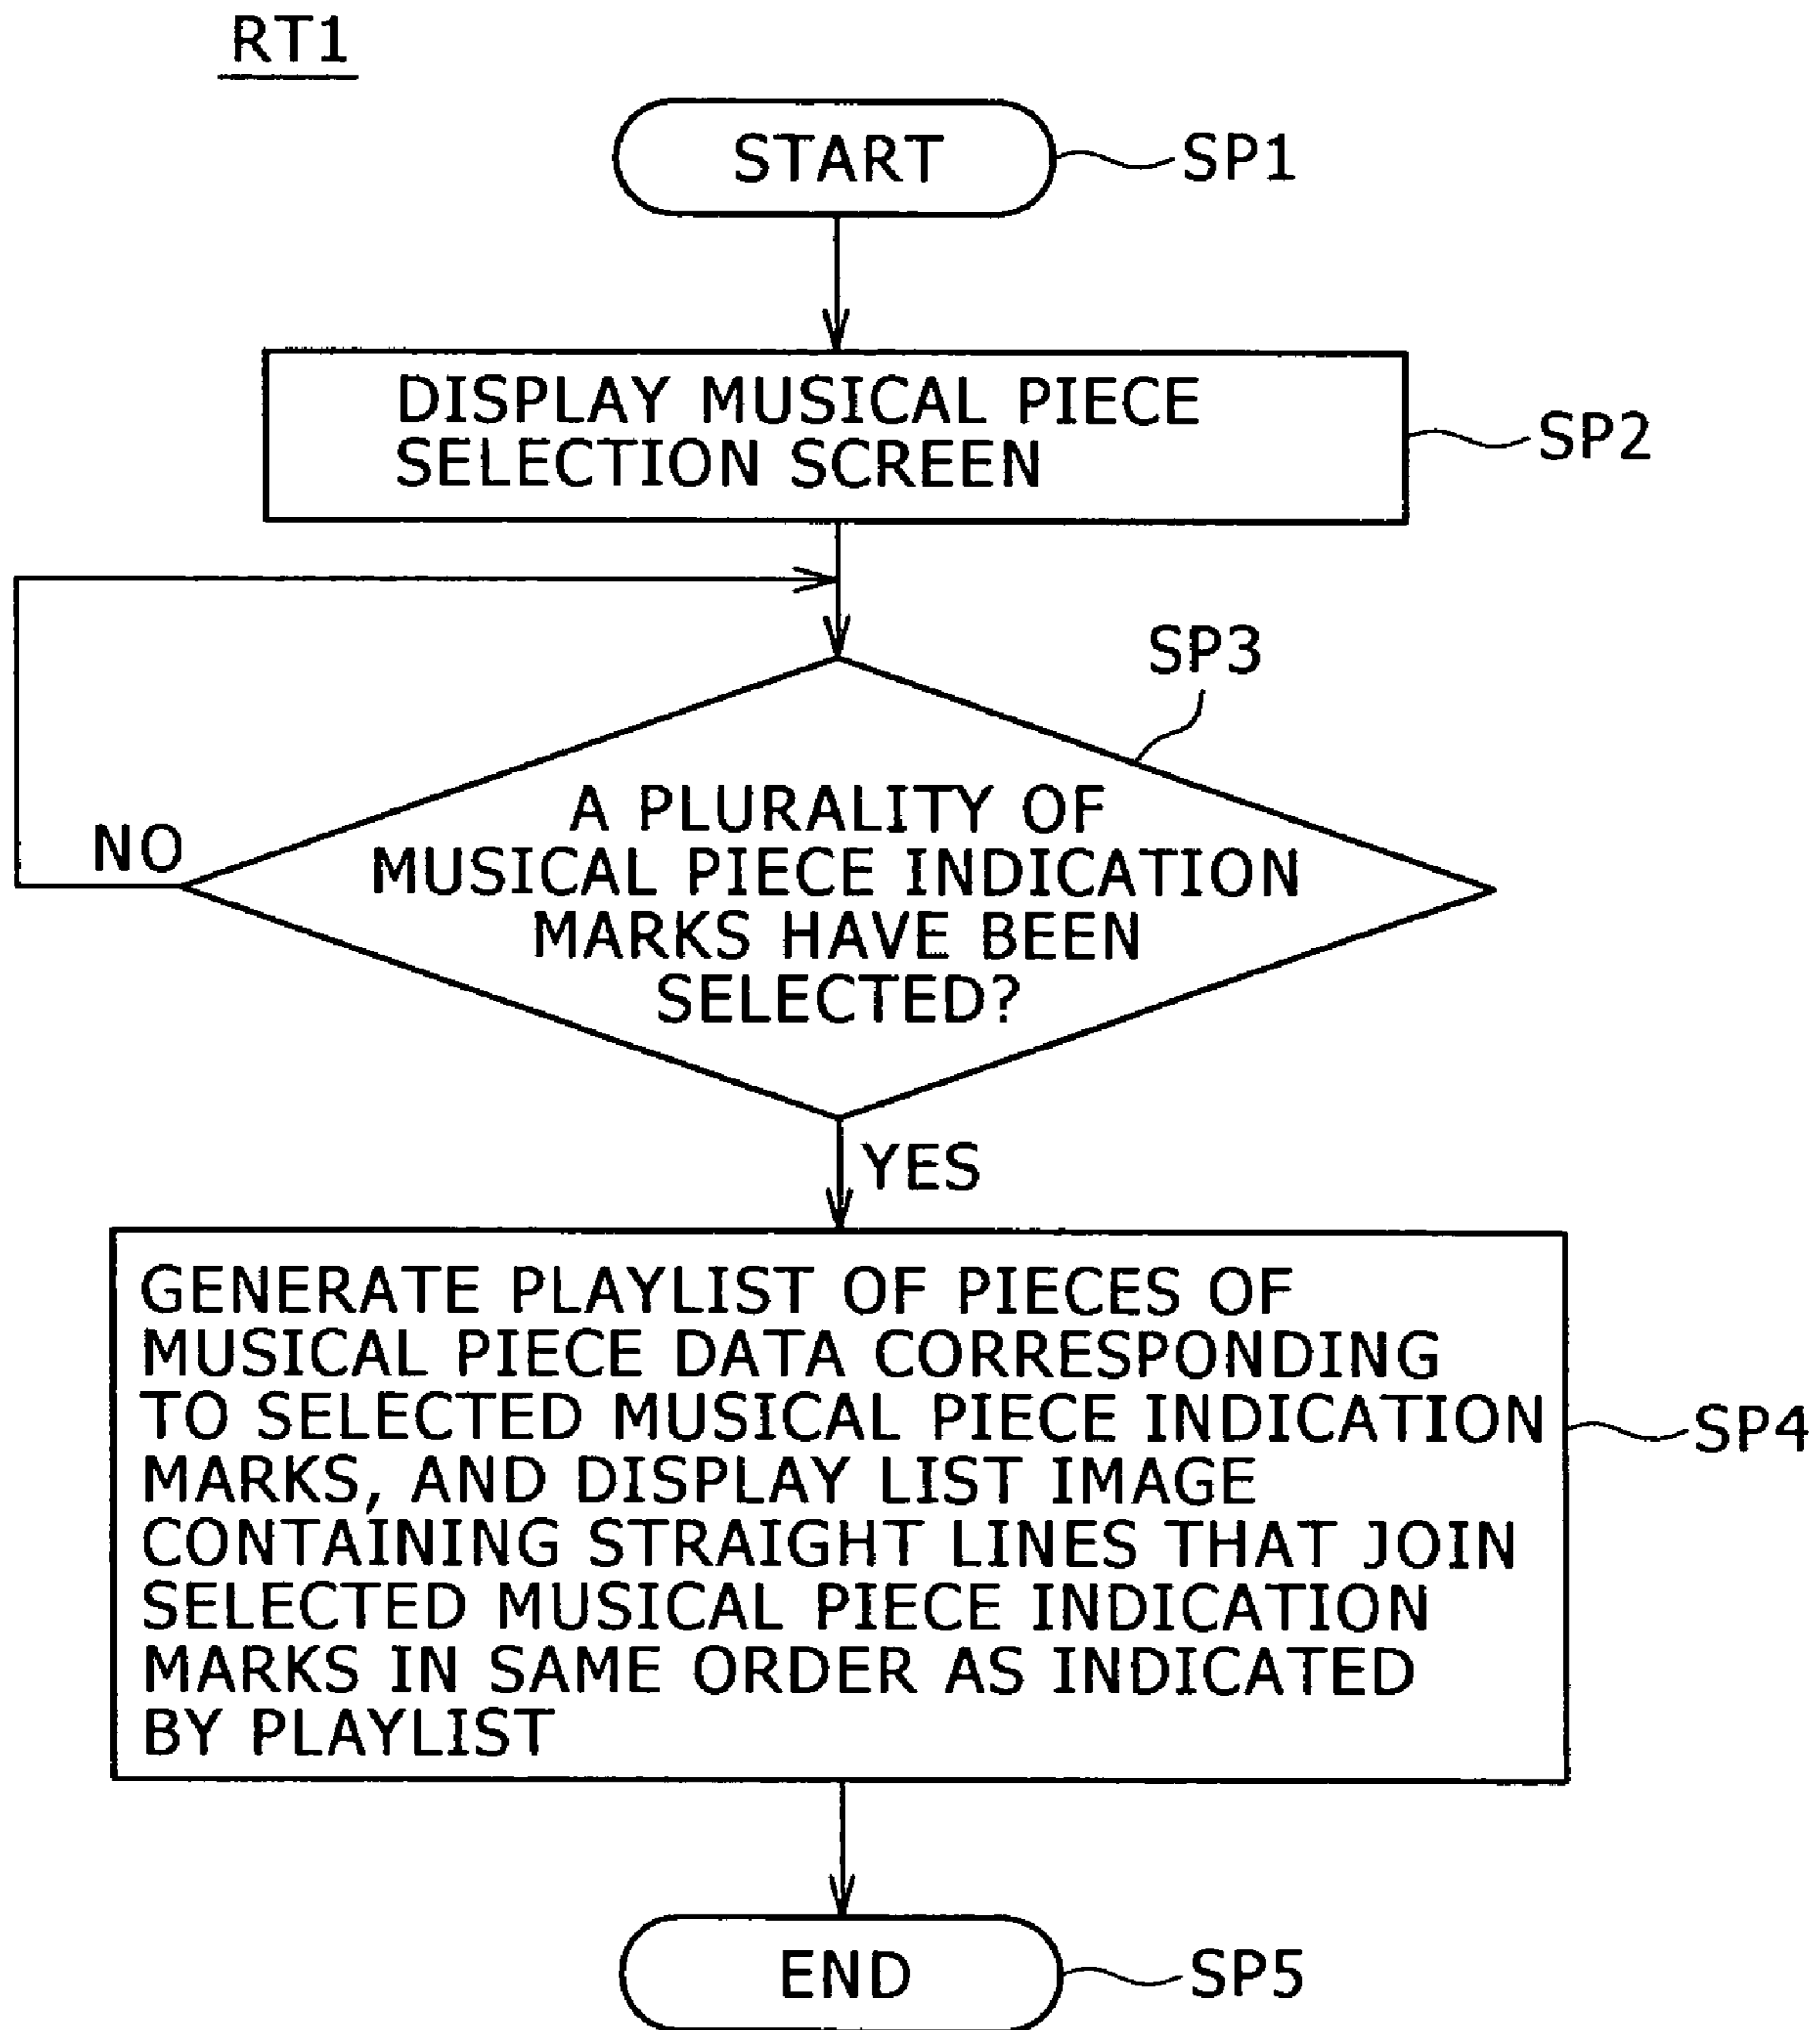 RT1
START
SP1
DISPLAY MUSICAL PIECE
SELECTION SCREEN
SP2
SP3
A PLURALITY OF
MUSICAL PIECE INDICATION
MARKS HAVE BEEN
SELECTED?
NO
YES
GENERATE PLAYLIST OF PIECES OF
MUSICAL PIECE DATA CORRESPONDING
TO SELECTED MUSICAL PIECE INDICATION
MARKS, AND DISPLAY LIST IMAGE
CONTAINING STRAIGHT LINES THAT JOIN
SELECTED MUSICAL PIECE INDICATION
MARKS IN SAME ORDER AS INDICATED
BY PLAYLIST
SP4
END
SP5